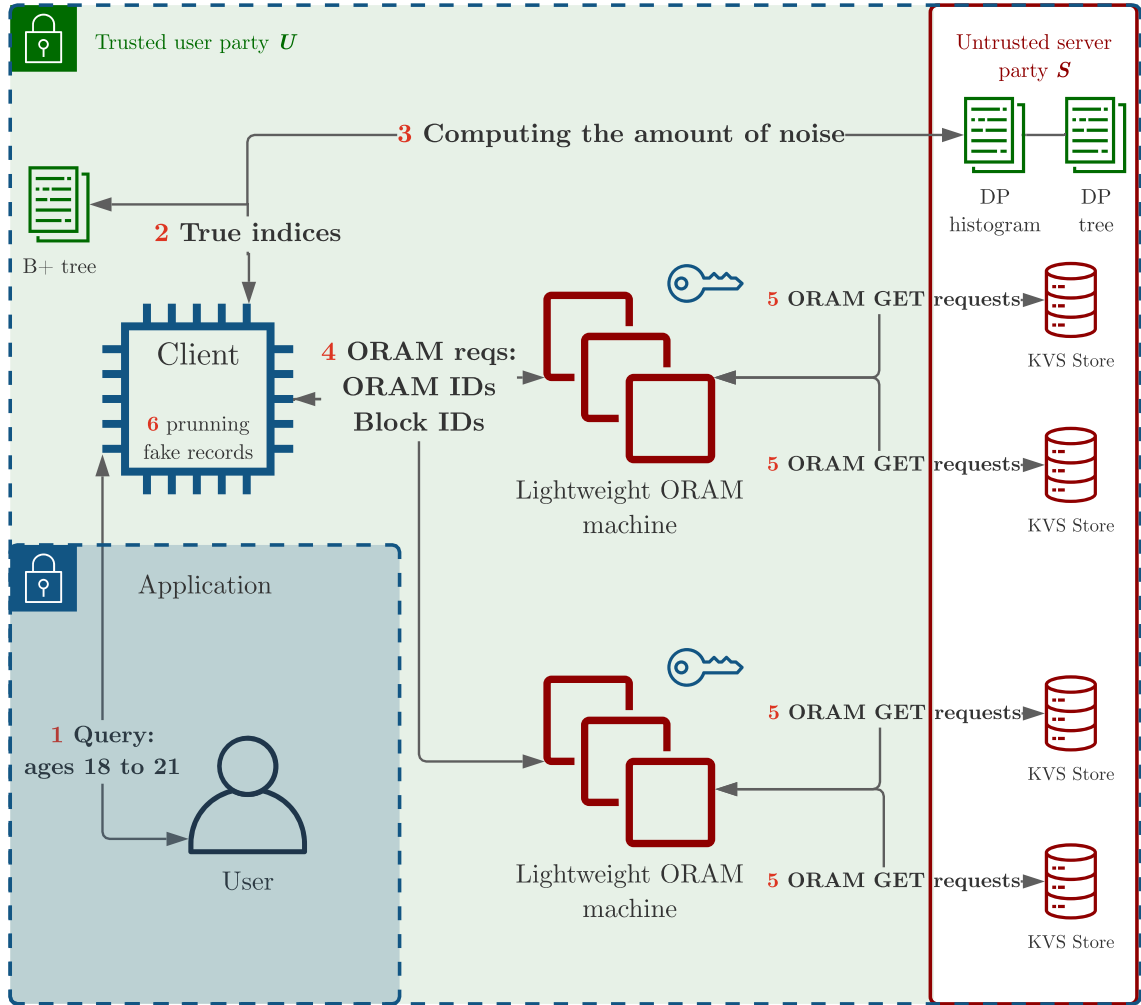 Trusted user party U
Untrusted server
party S
3 Computing the amount of noise
DP
histogram
DP
tree
B+ tree
2 True indices
Client
6 prunning
fake records
4 ORAM reqs:
ORAM IDs
Block IDs
Lightweight ORAM
machine
5 ORAM GET requests
KVS Store
5 ORAM GET requests
KVS Store
Application
1 Query:
ages 18 to 21
User
Lightweight ORAM
machine
5 ORAM GET requests
KVS Store
5 ORAM GET requests
KVS Store